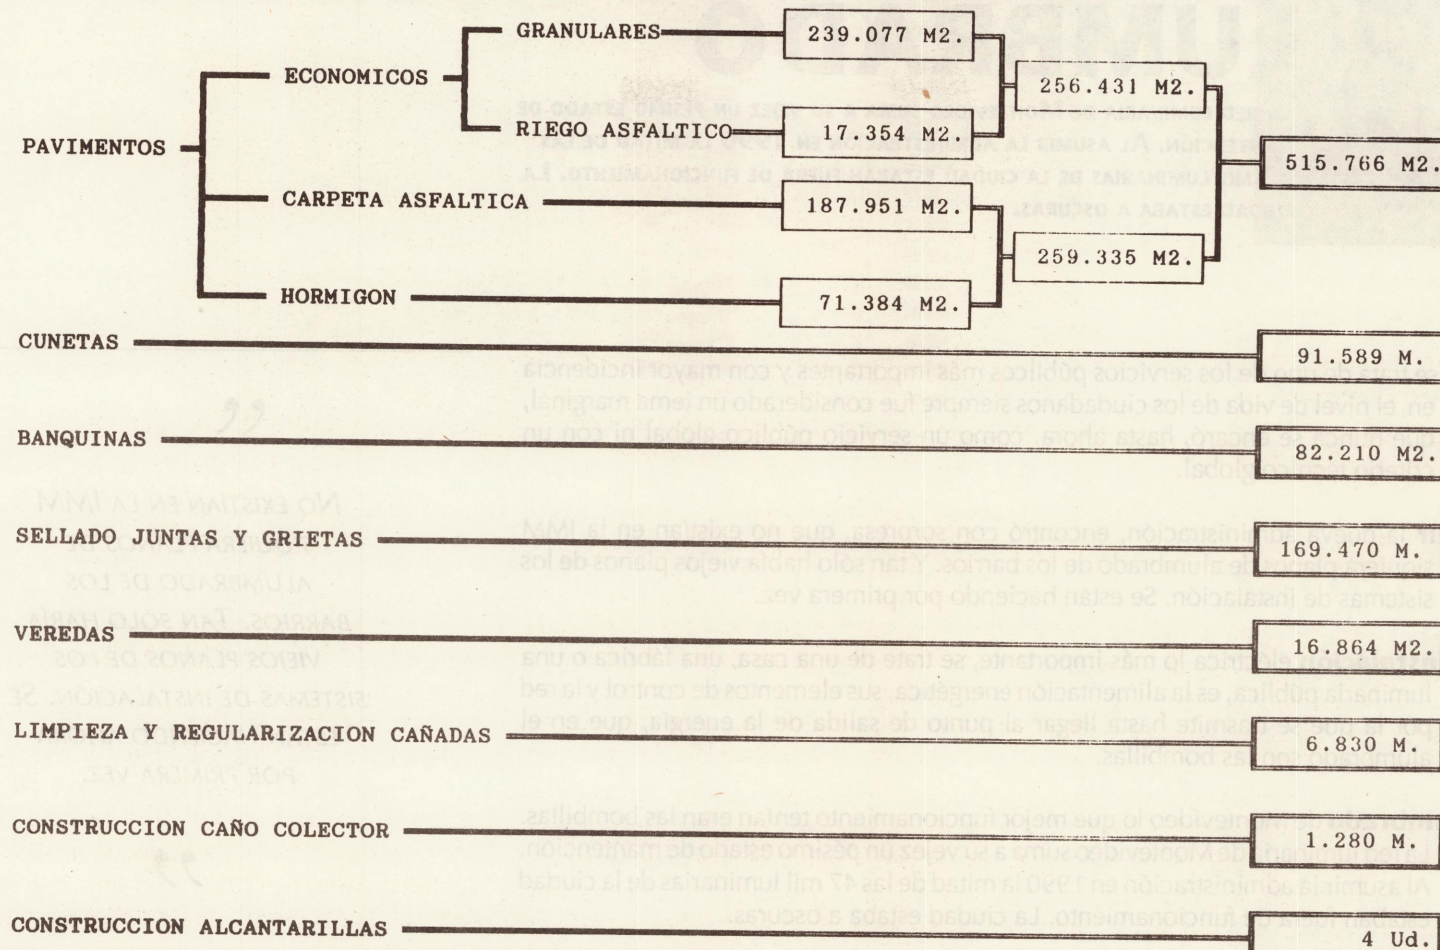 GRANULARES 239.077 M2.
ECONOMICOS 256.431 M2.
RIEGO ASFALTICO 17.354 M2.
PAVIMENTOS 515.766 M2.
CARPETA ASFALTICA 187.951 M2.
259.335 M2.
HORMIGON 71.384 M2.
CUNETAS 91.589 M.
BANQUINAS 82.210 M2.
SELLADO JUNTAS Y GRIETAS 169.470 M.
VEREDAS 16.864 M2.
LIMPIEZA Y REGULARIZACION CAÑADAS 6.830 M.
CONSTRUCCION CAÑO COLECTOR 1.280 M.
CONSTRUCCION ALCANTARILLAS 4 Ud.